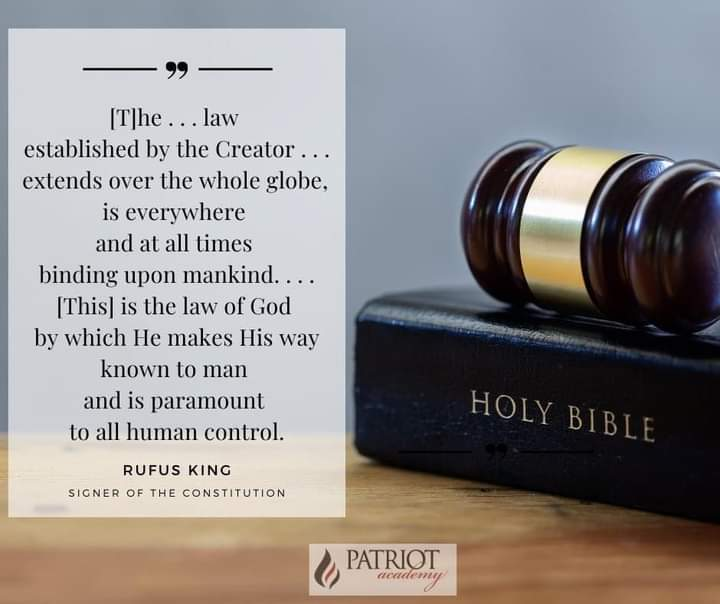 ”
[T]he . . . law
established by the Creator . . .
extends over the whole globe,
is everywhere
and at all times
binding upon mankind. . . .
[This] is the law of God
by which He makes His way
known to man
and is paramount
to all human control.
RUFUS KING
SIGNER OF THE CONSTITUTION
HOLY BIBLE
”
PATRIOT
academy